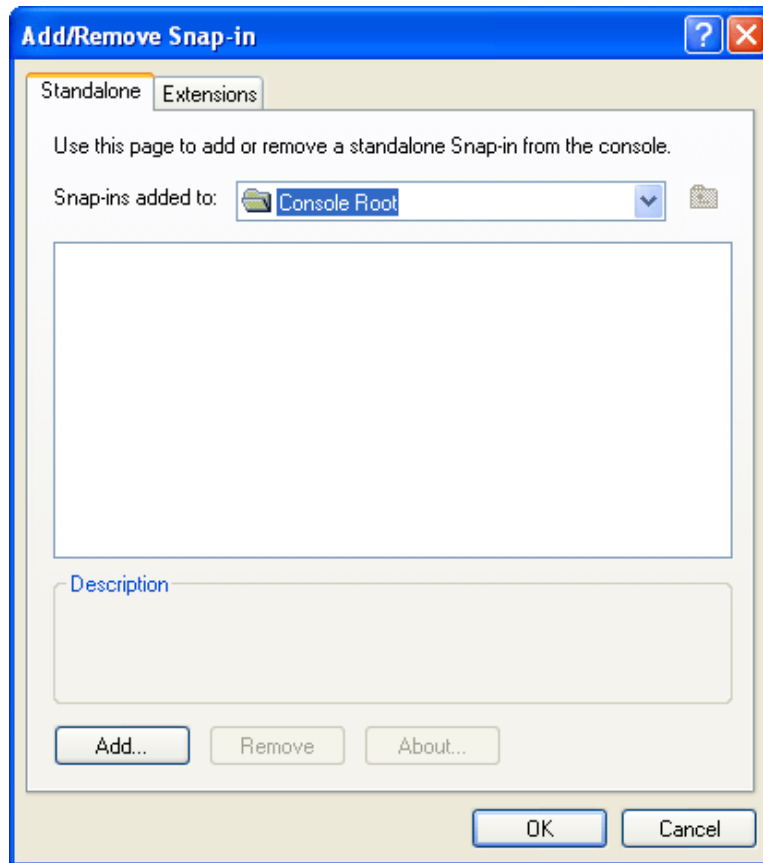 Add/Remove Snap-in
?
Standalone
Extensions
Use this page to add or remove a standalone Snap-in from the console.
Snap-ins added to:
Console Root
Description
Add...
Remove
About...
OK
Cancel